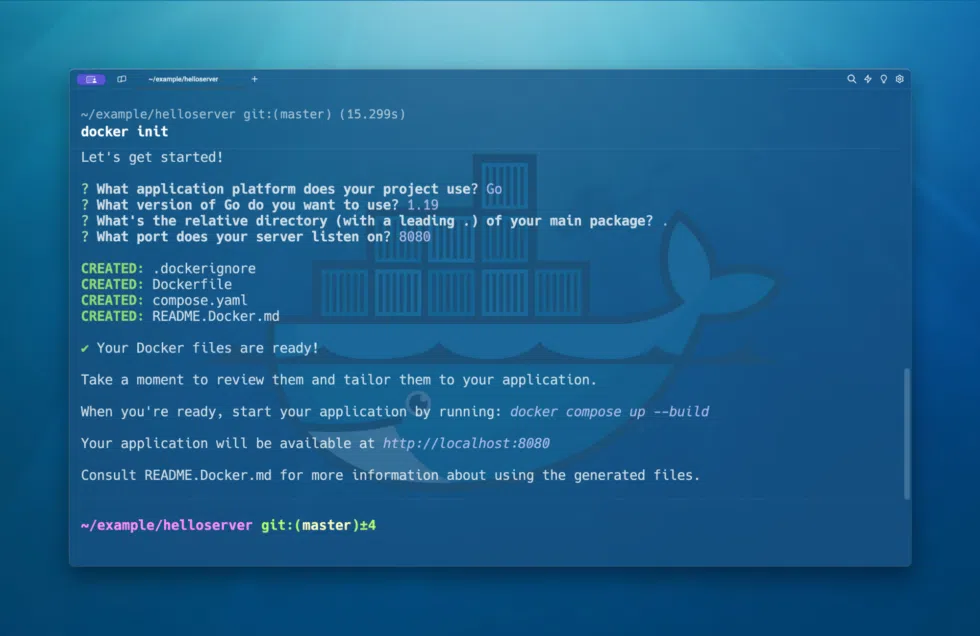 ~/example/helloserver
~/example/helloserver git:(master) (15.299s)
docker init
Let's get started!
? What application platform does your project use? Go
? What version of Go do you want to use? 1.19
? What's the relative directory (with a leading .) of your main package? .
? What port does your server listen on? 8080
CREATED: .dockerignore
CREATED: Dockerfile
CREATED: compose.yaml
CREATED: README.Docker.md
✔ Your Docker files are ready!
Take a moment to review them and tailor them to your application.
When you're ready, start your application by running: docker compose up --build
Your application will be available at http://localhost:8080
Consult README.Docker.md for more information about using the generated files.
~/example/helloserver git:(master)±4